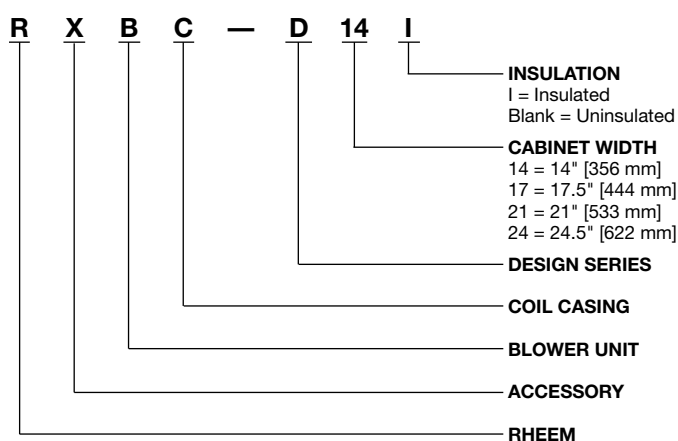 R X B C — D 14 I
INSULATION
I = Insulated
Blank = Uninsulated
CABINET WIDTH
14 = 14" [356 mm]
17 = 17.5" [444 mm]
21 = 21" [533 mm]
24 = 24.5" [622 mm]
DESIGN SERIES
COIL CASING
BLOWER UNIT
ACCESSORY
RHEEM